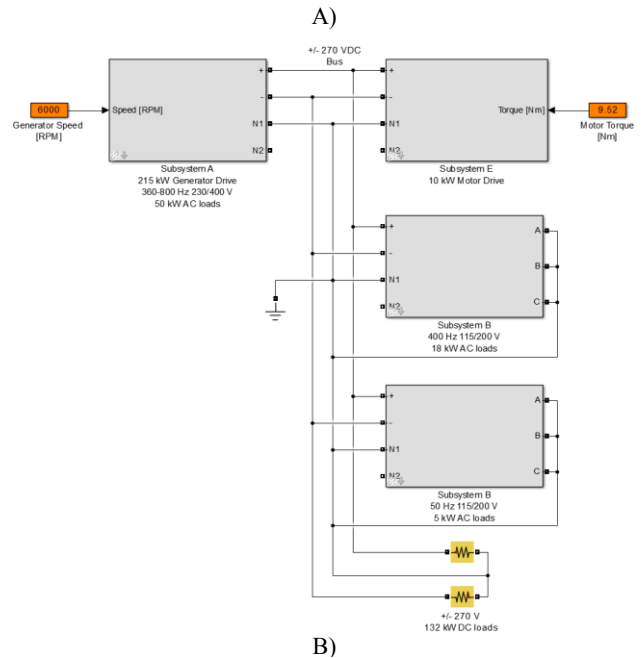 A)
+/- 270 VDC
Bus
+
-
N1
N2
Speed [RPM]
6000
Generator Speed
[RPM]
Subsystem A
215 kW Generator Drive
360-800 Hz 230/400 V
50 kW AC loads
+
-
N1
N2
Torque [Nm]
9.52
Motor Torque
[Nm]
Subsystem E
10 kW Motor Drive
+
-
N1
N2
A
B
C
Subsystem B
400 Hz 115/200 V
18 kW AC loads
+
-
N1
N2
A
B
C
Subsystem B
50 Hz 115/200 V
5 kW AC loads
+/- 270 V
132 kW DC loads
B)